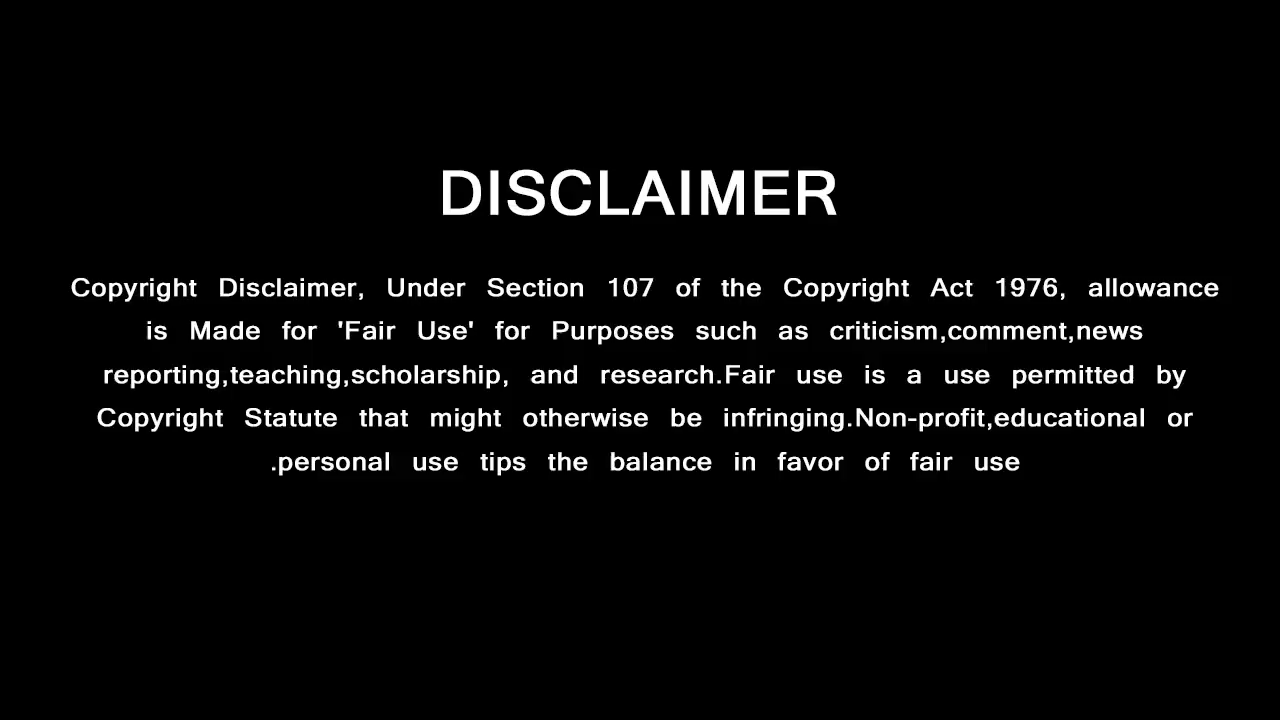 DISCLAIMER
Copyright Disclaimer, Under Section 107 of the Copyright Act 1976, allowance
is Made for 'Fair Use' for Purposes such as criticism,comment,news
reporting,teaching,scholarship, and research.Fair use is a use permitted by
Copyright Statute that might otherwise be infringing.Non-profit,educational or
.personal use tips the balance in favor of fair use